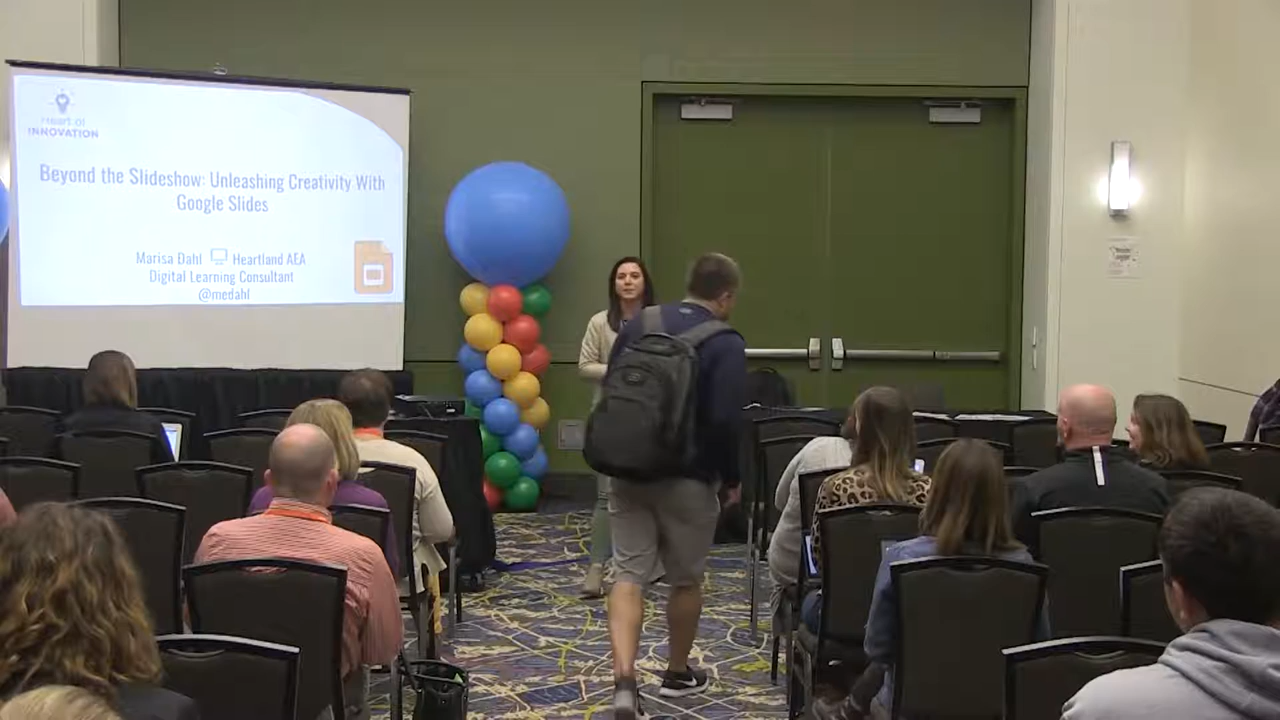 Heart of
INNOVATION
Beyond the Slideshow: Unleashing Creativity With
Google Slides
Marisa Dahl Heartland AEA
Digital Learning Consultant
@medahl